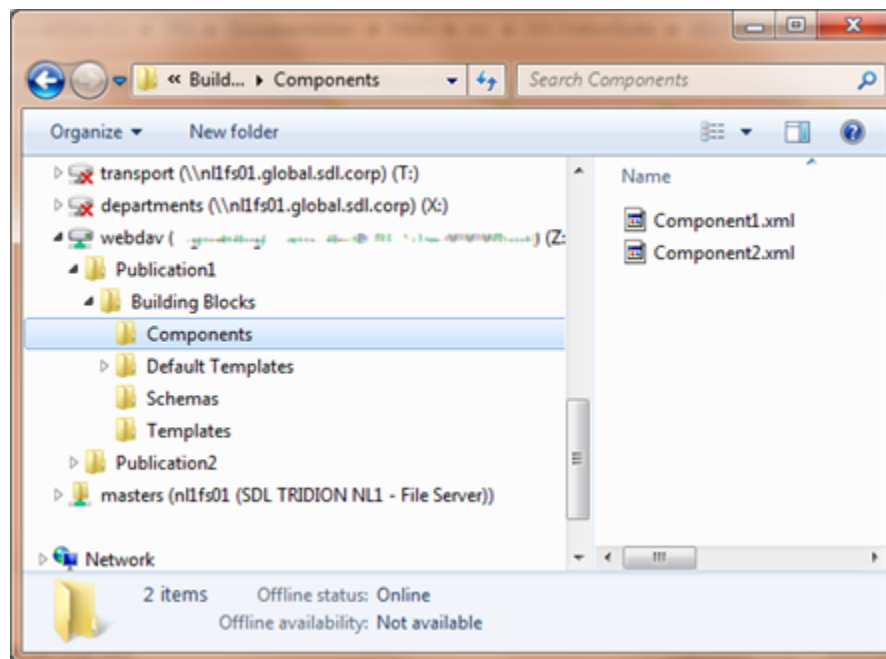 « Build... ▸ Components
Search Components
Organize
New folder
transport (\\nl1fs01.global.sdl.corp) (T:)
departments (\\nl1fs01.global.sdl.corp) (X:)
webdav ( ) (Z:
Publication1
Building Blocks
Components
Default Templates
Schemas
Templates
Publication2
masters (nl1fs01 (SDL TRIDION NL1 - File Server))
Network
Name
Component1.xml
Component2.xml
2 items Offline status: Online
Offline availability: Not available